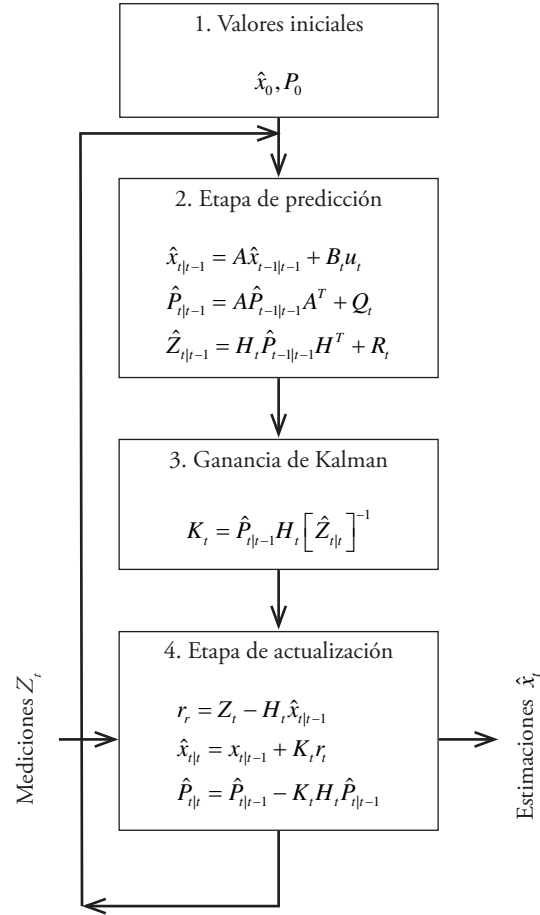 1. Valores iniciales
x̂₀, P₀
2. Etapa de predicción
x̂_{t|t−1} = Ax̂_{t−1|t−1} + B_t u_t
P̂_{t|t−1} = AP̂_{t−1|t−1}A^T + Q_t
Ẑ_{t|t−1} = H_t P̂_{t−1|t−1}H^T + R_t
3. Ganancia de Kalman
K_t = P̂_{t|t−1}H_t [Ẑ_{t|t}]^{−1}
4. Etapa de actualización
r_r = Z_t − H_t x̂_{t|t−1}
x̂_{t|t} = x_{t|t−1} + K_t r_t
P̂_{t|t} = P̂_{t|t−1} − K_t H_t P̂_{t|t−1}
Mediciones Z_t
Estimaciones x̂_t